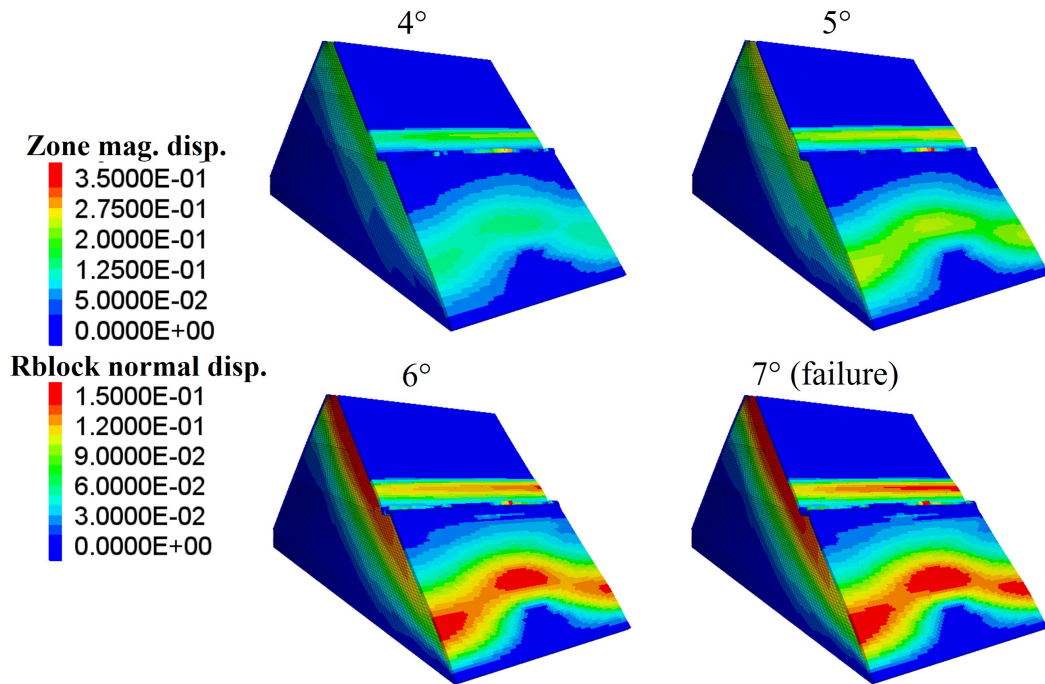 4°
5°
Zone mag. disp.
3.5000E-01
2.7500E-01
2.0000E-01
1.2500E-01
5.0000E-02
0.0000E+00
Rblock normal disp.
1.5000E-01
1.2000E-01
9.0000E-02
6.0000E-02
3.0000E-02
0.0000E+00
6°
7° (failure)